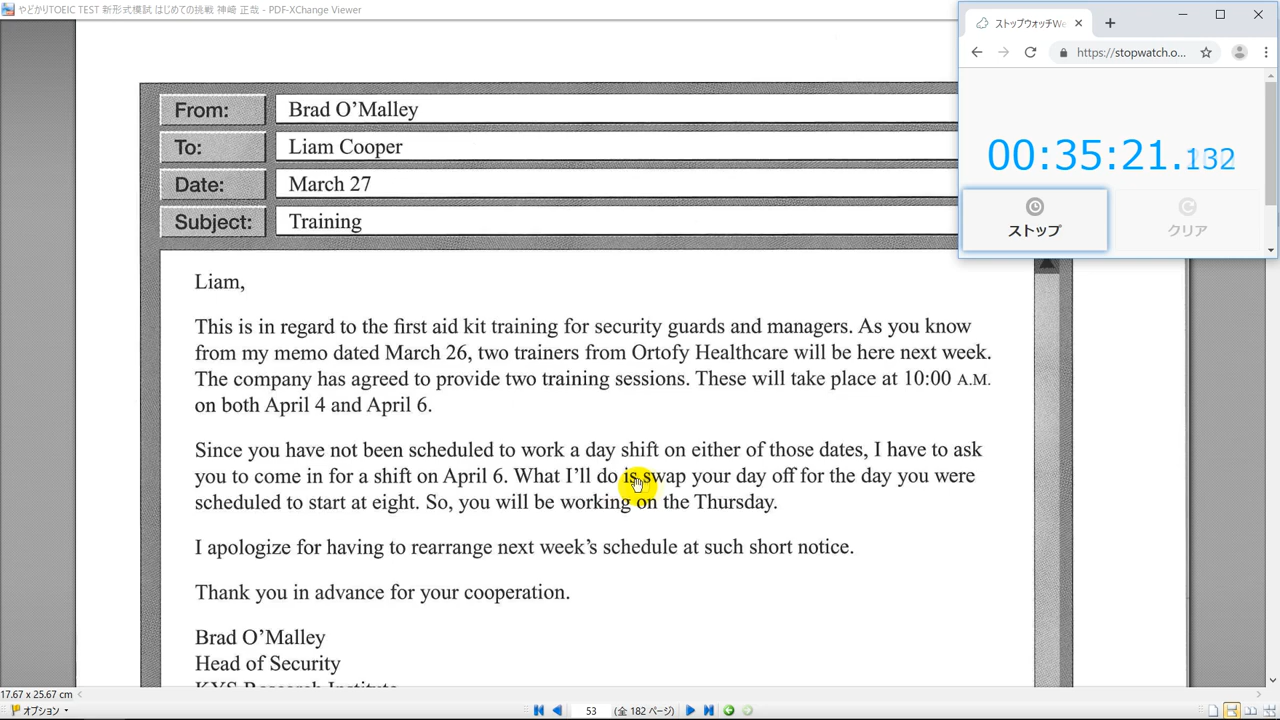 やどかりTOEIC TEST 新形式模試 はじめての挑戦 神崎 正哉 - PDF-XChange Viewer
ストップウォッチWe
https://stopwatch.o...
00:35:21.132
ストップ
クリア
From: Brad O’Malley
To: Liam Cooper
Date: March 27
Subject: Training
Liam,
This is in regard to the first aid kit training for security guards and managers. As you know
from my memo dated March 26, two trainers from Ortofy Healthcare will be here next week.
The company has agreed to provide two training sessions. These will take place at 10:00 A.M.
on both April 4 and April 6.
Since you have not been scheduled to work a day shift on either of those dates, I have to ask
you to come in for a shift on April 6. What I’ll do is swap your day off for the day you were
scheduled to start at eight. So, you will be working on the Thursday.
I apologize for having to rearrange next week’s schedule at such short notice.
Thank you in advance for your cooperation.
Brad O’Malley
Head of Security
KYS Research Institute
17.67 x 25.67 cm
オプション
53 (全 182 ページ)